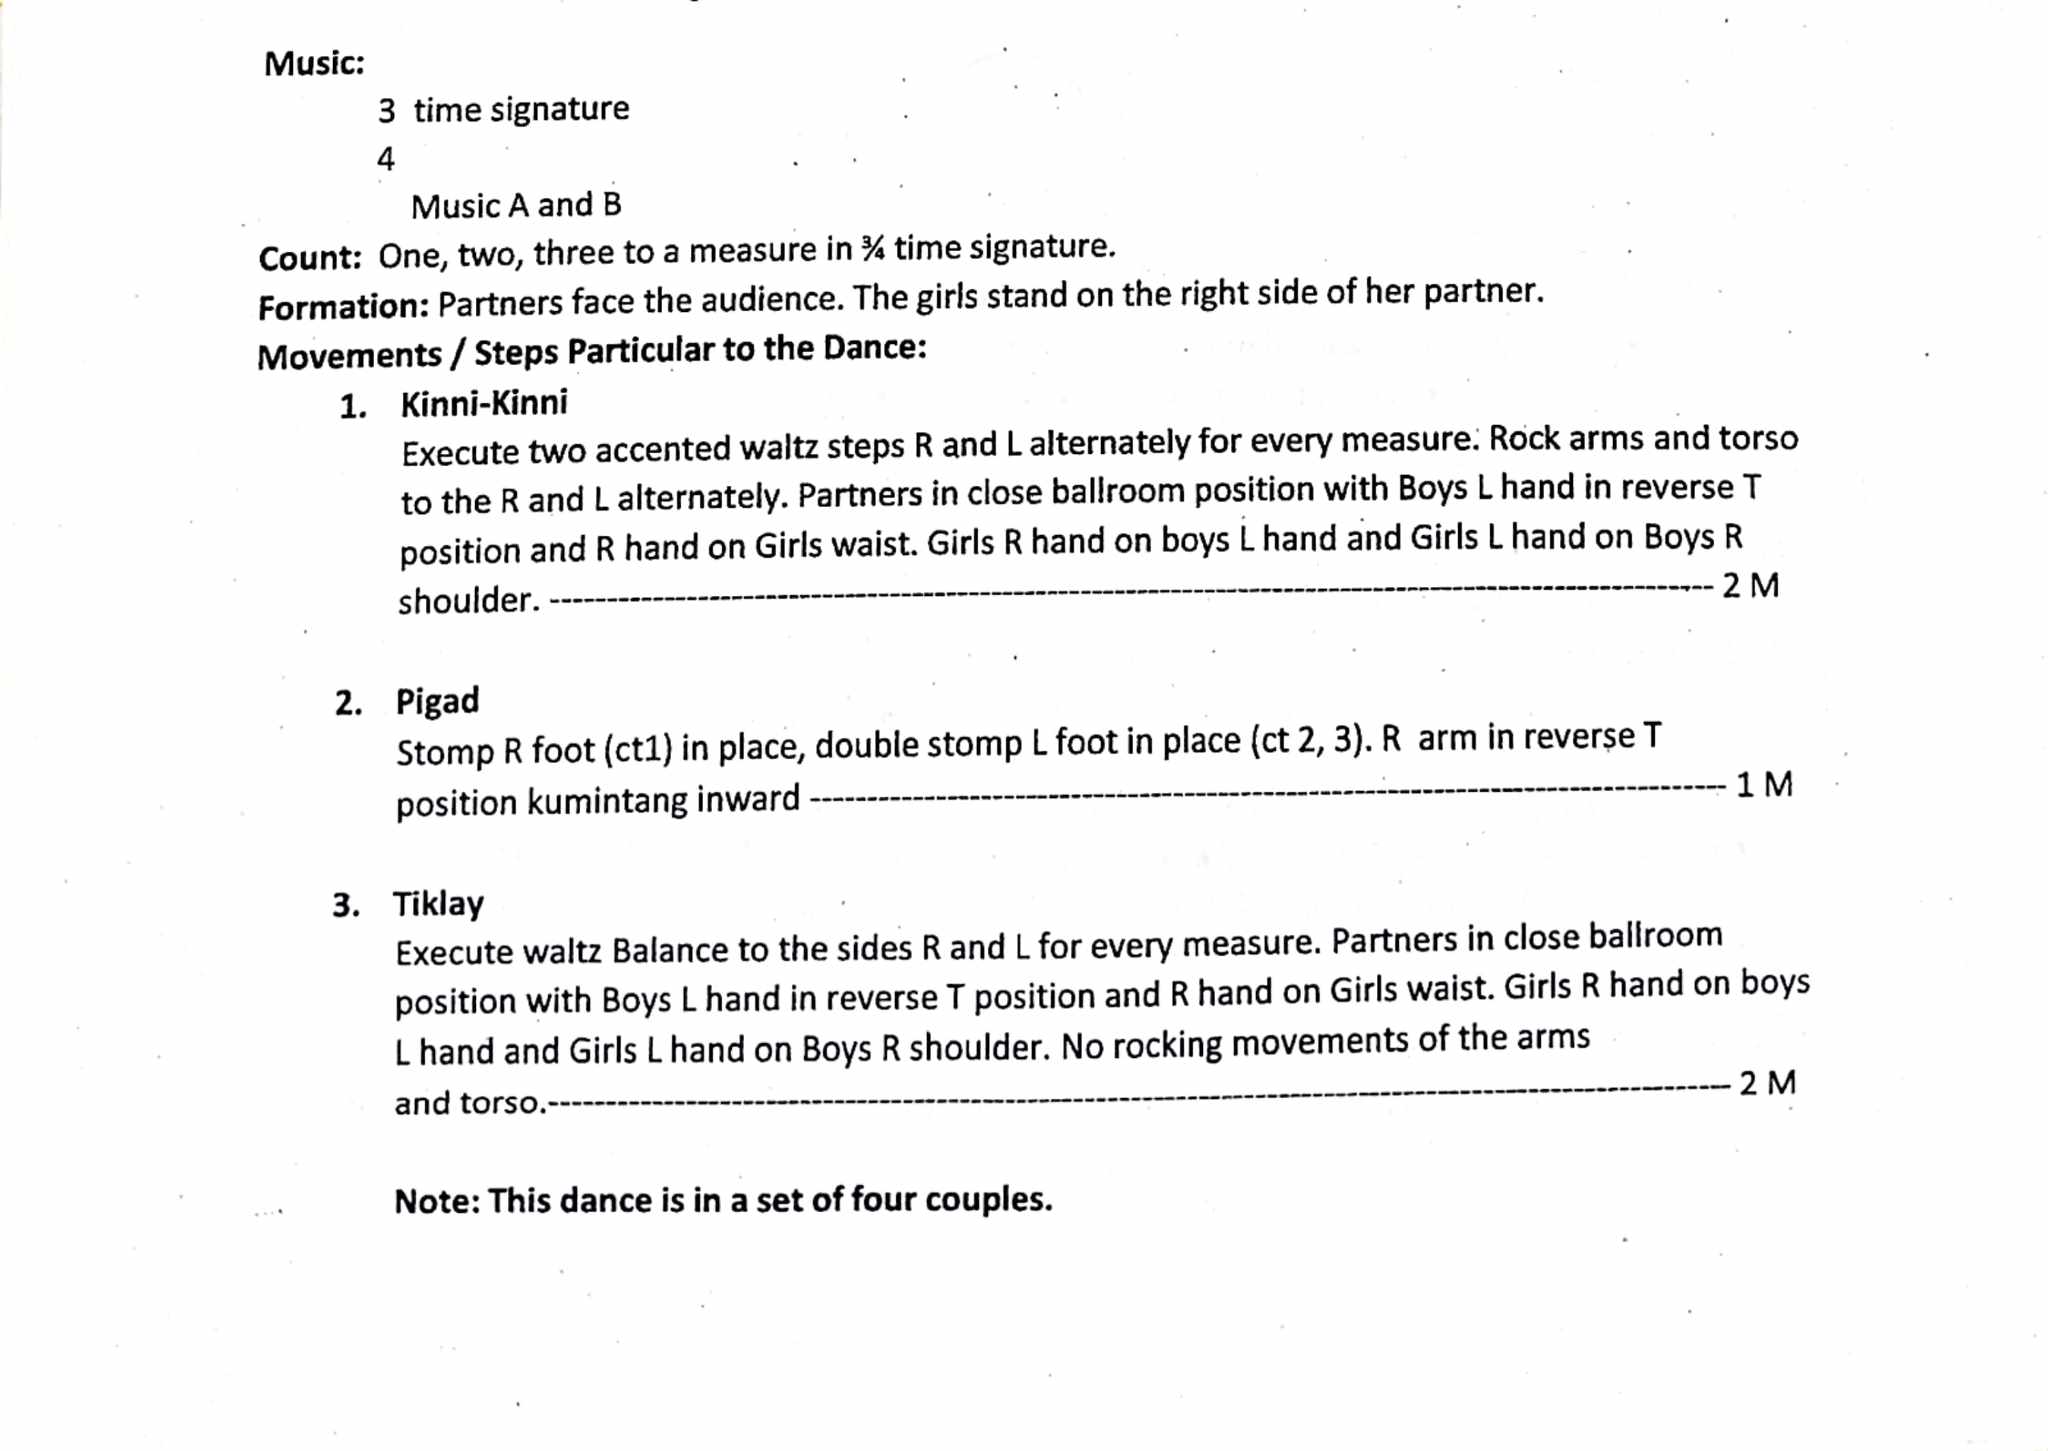 Music:
3 time signature
4
Music A and B
Count: One, two, three to a measure in ¾ time signature.
Formation: Partners face the audience. The girls stand on the right side of her partner.
Movements / Steps Particular to the Dance:
1. Kinni-Kinni
Execute two accented waltz steps R and L alternately for every measure. Rock arms and torso
to the R and L alternately. Partners in close ballroom position with Boys L hand in reverse T
position and R hand on Girls waist. Girls R hand on boys L hand and Girls L hand on Boys R
shoulder. ---------------------------------------------------------------------------------------------------- 2 M
2. Pigad
Stomp R foot (ct1) in place, double stomp L foot in place (ct 2, 3). R arm in reverse T
position kumintang inward ------------------------------------------------------------------------------- 1 M
3. Tiklay
Execute waltz Balance to the sides R and L for every measure. Partners in close ballroom
position with Boys L hand in reverse T position and R hand on Girls waist. Girls R hand on boys
L hand and Girls L hand on Boys R shoulder. No rocking movements of the arms
and torso.----------------------------------------------------------------------------------------------------- 2 M
Note: This dance is in a set of four couples.